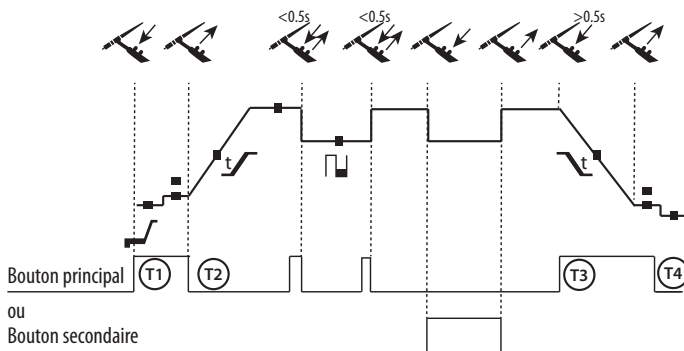 <0.5s
<0.5s
>0.5s
t
t
Bouton principal
T1
T2
T3
T4
ou
Bouton secondaire